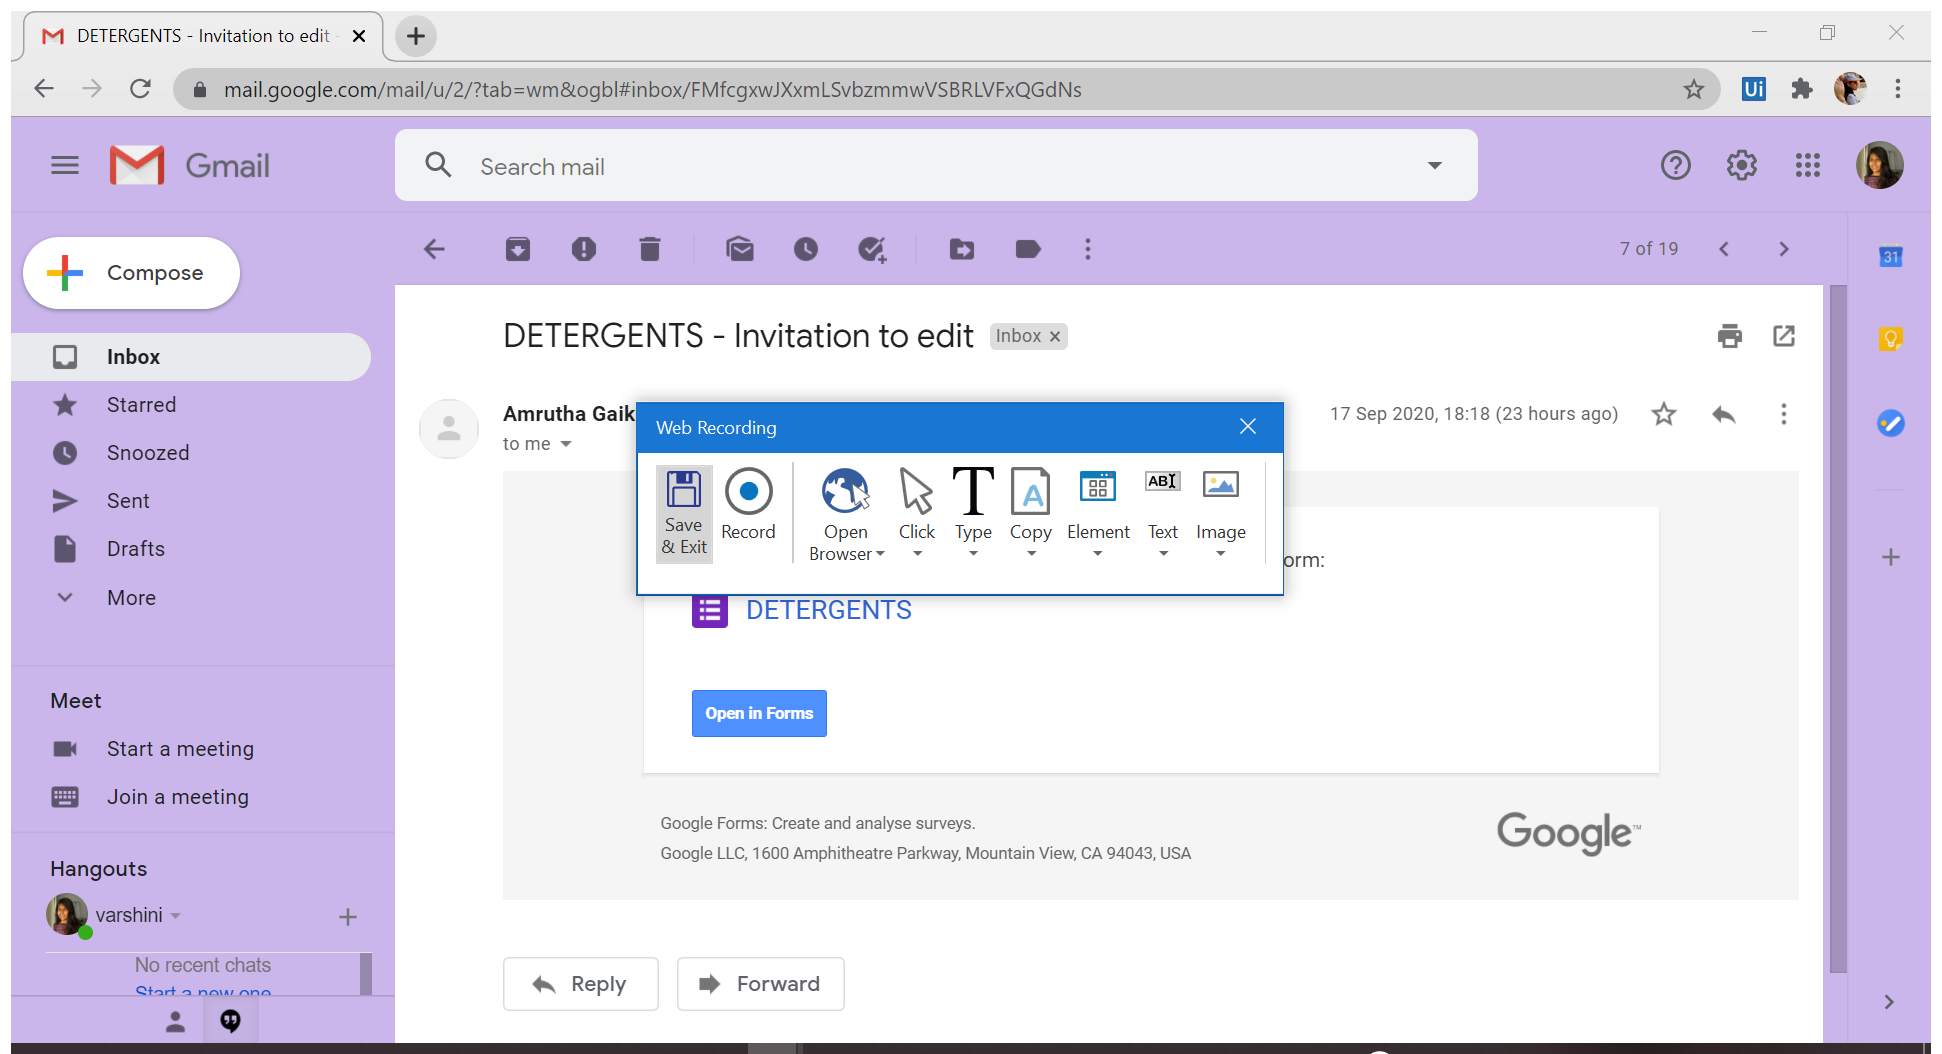 DETERGENTS - Invitation to edit
mail.google.com/mail/u/2/?tab=wm&ogbl#inbox/FMfcgxwJXxmLSvbzmmwVSBRLVFxQGdNs
Ui
Gmail
Search mail
Compose
7 of 19
31
DETERGENTS - Invitation to edit
Inbox
Inbox
Starred
Snoozed
Sent
Drafts
More
Amrutha Gaik
17 Sep 2020, 18:18 (23 hours ago)
to me
Web Recording
Save & Exit
Record
Open Browser
Click
Type
Copy
Element
Text
Image
orm:
DETERGENTS
Open in Forms
Google Forms: Create and analyse surveys.
Google LLC, 1600 Amphitheatre Parkway, Mountain View, CA 94043, USA
Google™
Meet
Start a meeting
Join a meeting
Hangouts
varshini
No recent chats
Start a new one
Reply
Forward